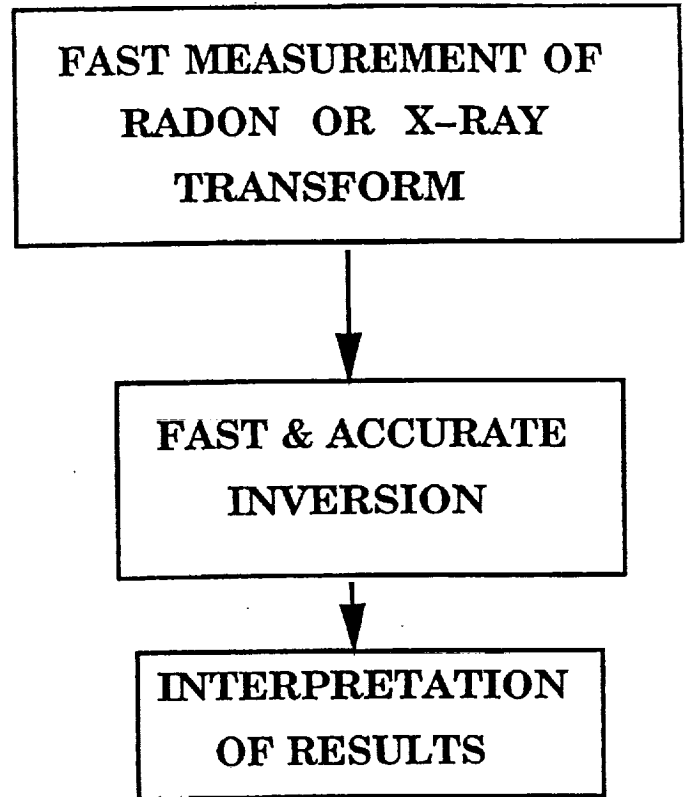 FAST MEASUREMENT OF
RADON OR X–RAY
TRANSFORM
FAST & ACCURATE
INVERSION
INTERPRETATION
OF RESULTS